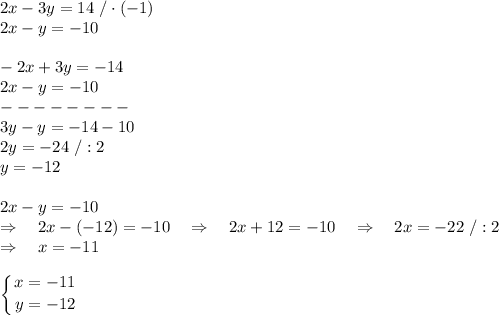 2x − 3y = 14 / · (−1)
2x − y = −10
− 2x + 3y = −14
2x − y = −10
− − − − − − − −
3y − y = −14 − 10
2y = −24 / : 2
y = −12
2x − y = −10
⇒ 2x − (−12) = −10 ⇒ 2x + 12 = −10 ⇒ 2x = −22 / : 2
⇒ x = −11
{ x = −11
y = −12